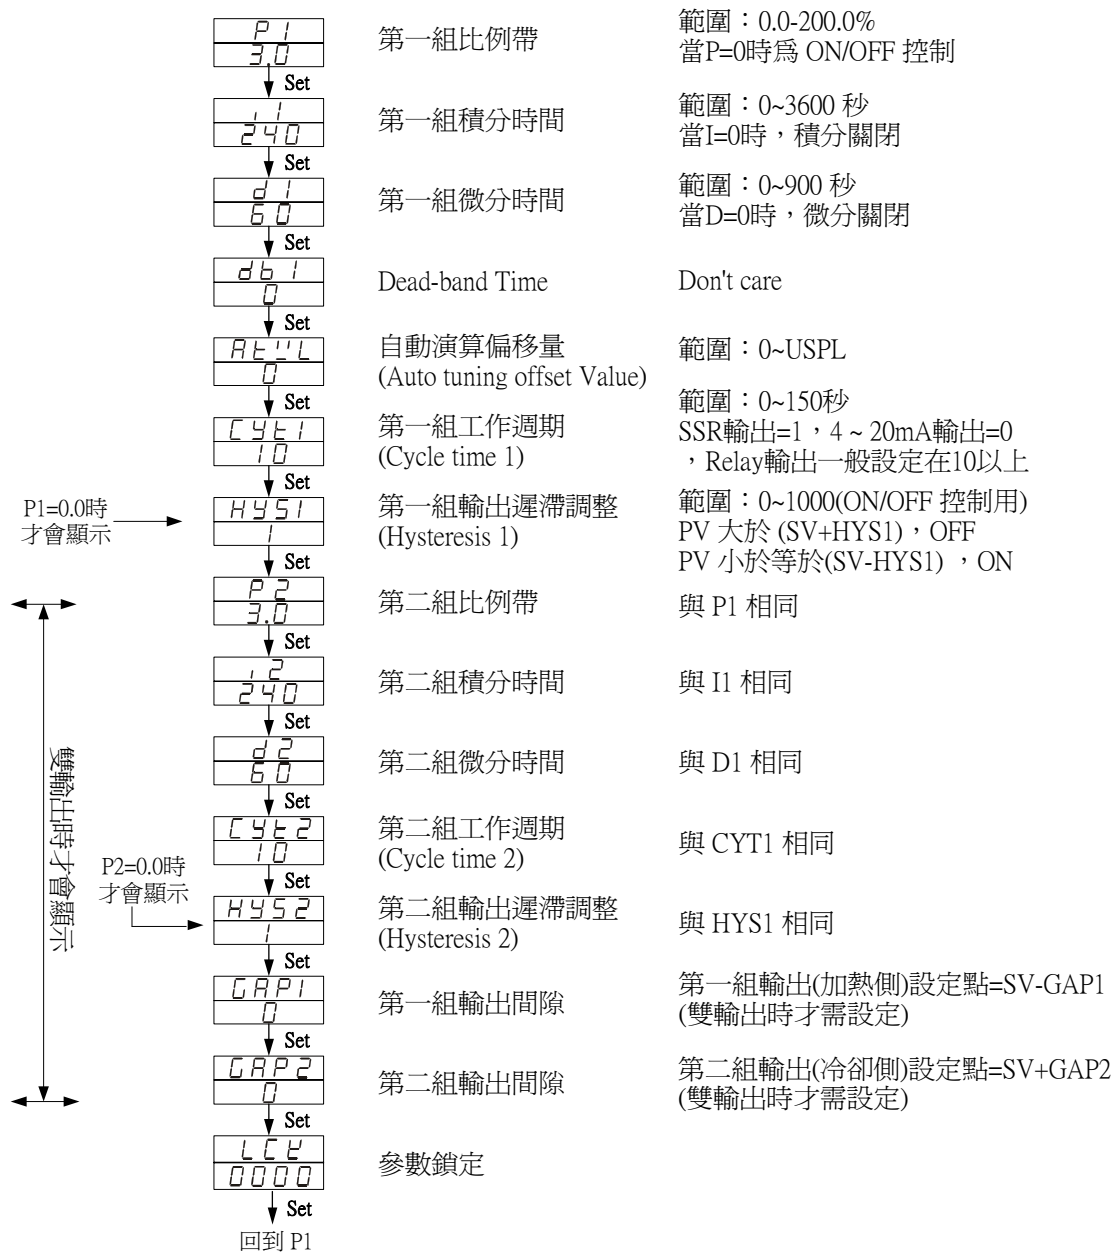 P1
3.0
第一組比例帶
範圍：0.0-200.0%
當P=0時爲 ON/OFF 控制
Set
i1
240
第一組積分時間
範圍：0~3600 秒
當I=0時，積分關閉
Set
d1
60
第一組微分時間
範圍：0~900 秒
當D=0時，微分關閉
Set
db1
0
Dead-band Time
Don't care
Set
0
自動演算偏移量
(Auto tuning offset Value)
範圍：0~USPL
Set
CYt1
10
第一組工作週期
(Cycle time 1)
範圍：0~150秒
SSR輸出=1，4 ~ 20mA輸出=0
，Relay輸出一般設定在10以上
Set
P1=0.0時
才會顯示
HYS1
1
第一組輸出遲滯調整
(Hysteresis 1)
範圍：0~1000(ON/OFF 控制用)
PV 大於 (SV+HYS1)，OFF
PV 小於等於(SV-HYS1) ，ON
Set
雙輸出時才會顯示
P2
3.0
第二組比例帶
與 P1 相同
Set
i2
240
第二組積分時間
與 I1 相同
Set
d2
60
第二組微分時間
與 D1 相同
Set
CYt2
10
第二組工作週期
(Cycle time 2)
與 CYT1 相同
Set
P2=0.0時
才會顯示
HYS2
1
第二組輸出遲滯調整
(Hysteresis 2)
與 HYS1 相同
Set
GAP1
0
第一組輸出間隙
第一組輸出(加熱側)設定點=SV-GAP1
(雙輸出時才需設定)
Set
GAP2
0
第二組輸出間隙
第二組輸出(冷卻側)設定點=SV+GAP2
(雙輸出時才需設定)
Set
LCK
0000
參數鎖定
Set
回到 P1